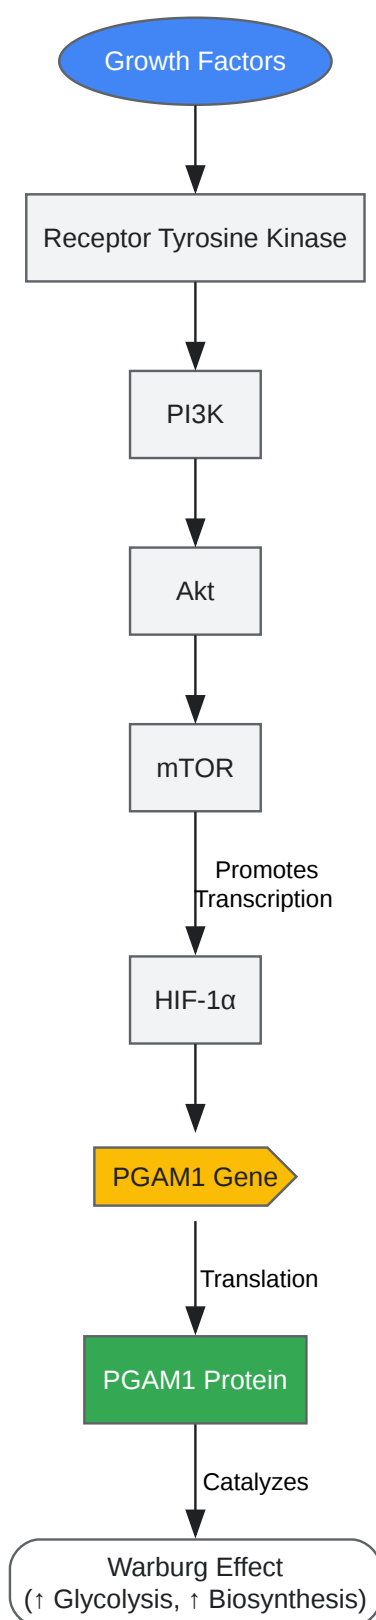 Growth Factors
Receptor Tyrosine Kinase
PI3K
Akt
mTOR
Promotes
Transcription
HIF-1α
PGAM1 Gene
Translation
PGAM1 Protein
Catalyzes
Warburg Effect
(↑ Glycolysis, ↑ Biosynthesis)